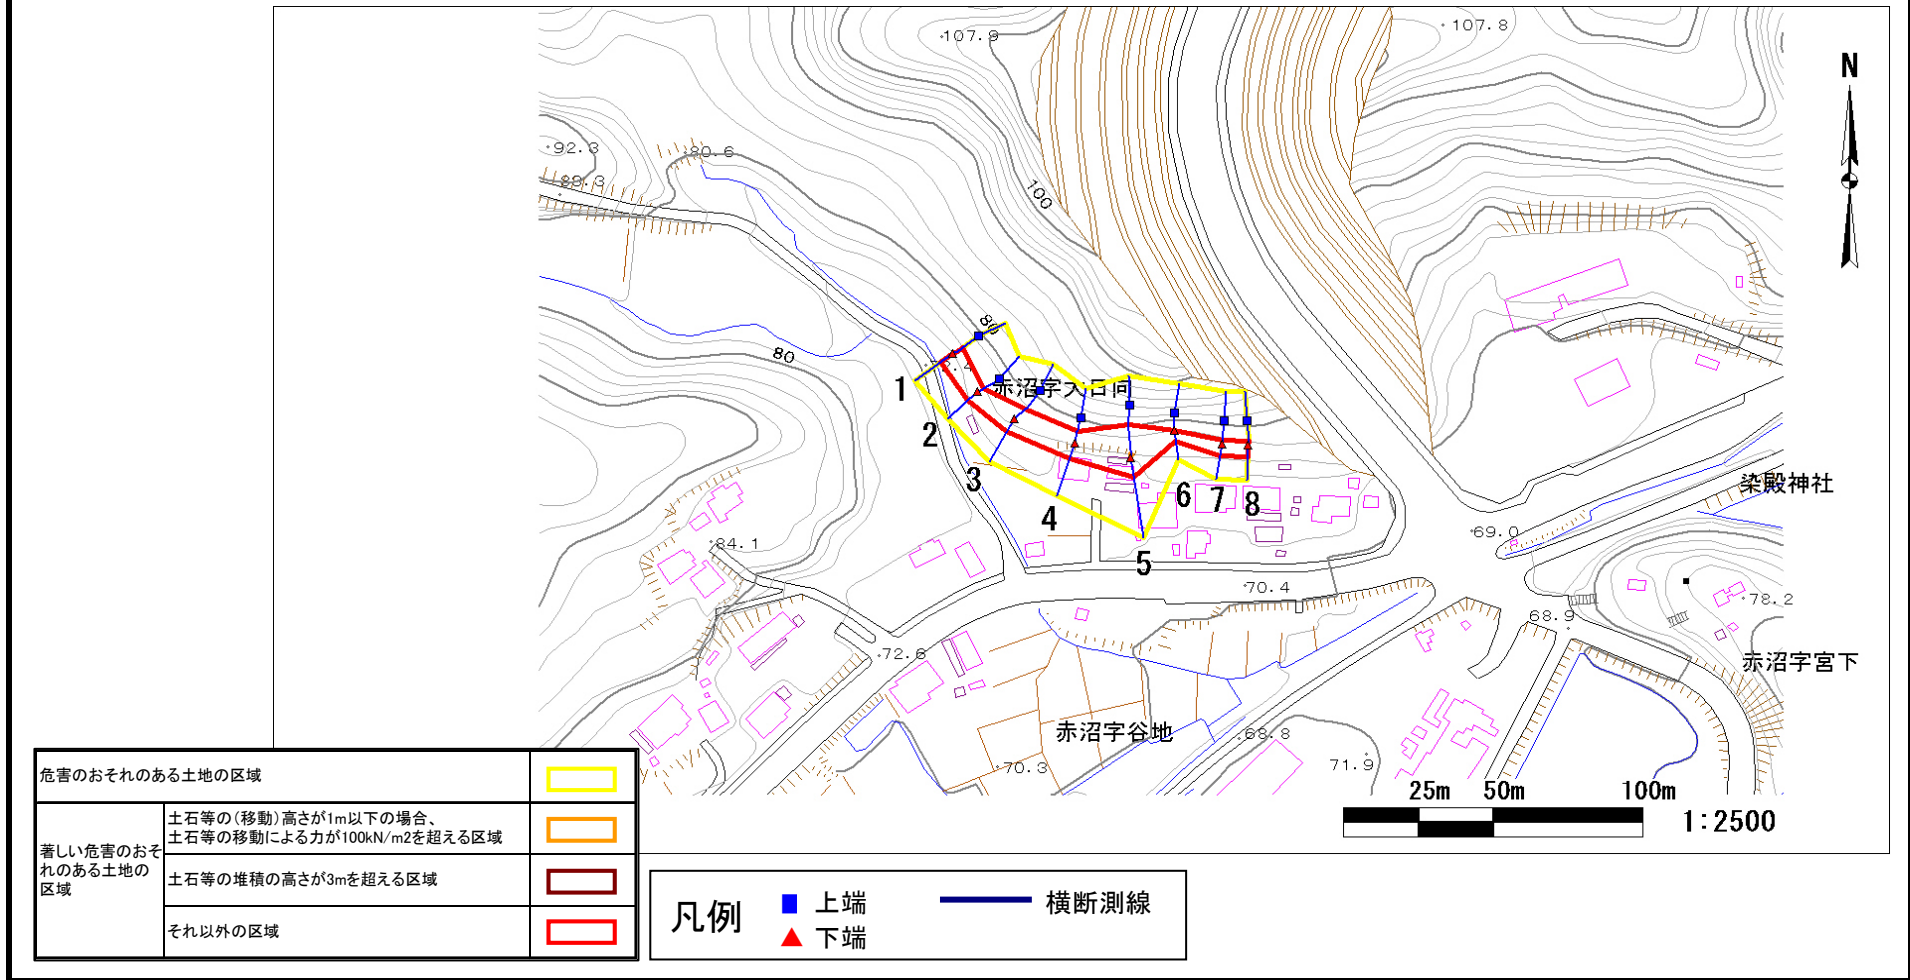 107.9
107.8
N
92.3
80.6
88.3
100
80
72.4
80
赤沼字大日向
1
2
3
4
5
6
7
8
染殿神社
84.1
69.0
70.4
78.2
68.9
72.6
赤沼字宮下
赤沼字谷地
68.8
70.3
71.9
25m 50m 100m
1:2500
危害のおそれのある土地の区域
著しい危害のおそ
れのある土地の
区域
土石等の(移動)高さが1m以下の場合、
土石等の移動による力が100kN/m2を超える区域
土石等の堆積の高さが3mを超える区域
それ以外の区域
凡例
上端
下端
横断測線